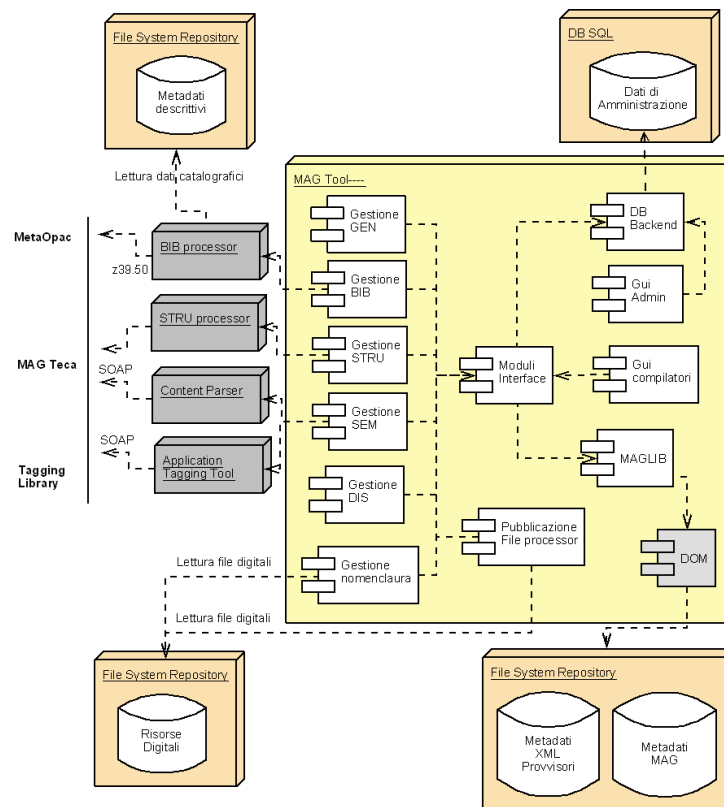 File System Repository
Metadati
descrittivi
DB SQL
Dati di
Amministrazione
Lettura dati catalografici
MAG Tool----
MetaOpac
BIB processor
z39.50
STRU processor
MAG Teca
SOAP
Content Parser
SOAP
Application
Tagging Tool
Tagging
Library
Gestione
GEN
Gestione
BIB
Gestione
STRU
Gestione
SEM
Gestione
DIS
Gestione
nomenclaura
DB
Backend
Gui
Admin
Moduli
Interface
Gui
compilatori
MAGLIB
Pubblicazione
File processor
DOM
Lettura file digitali
Lettura file digitali
File System Repository
Risorse
Digitali
File System Repository
Metadati
XML
Provvisori
Metadati
MAG